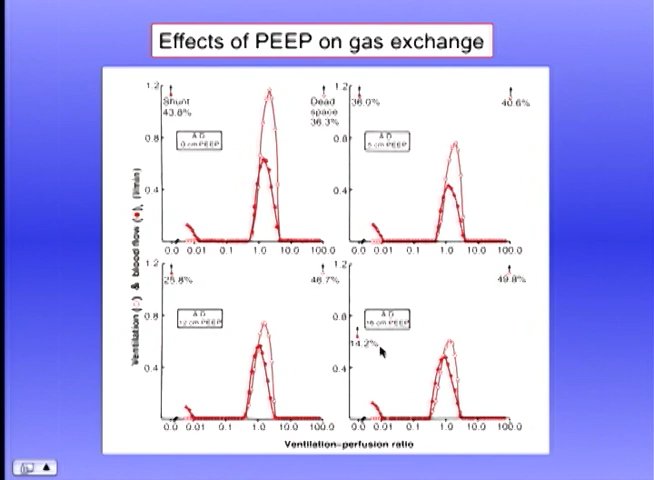 Effects of PEEP on gas exchange
Ventilation (○) & blood flow (●), (l/min)
1.2
Shunt
43.8%
Dead
space
36.3%
A D
0 cm PEEP
0.8
0.4
0.0 0.01 0.1 1.0 10.0 100.0
1.2
36.0%
40.6%
A D
5 cm PEEP
0.8
0.4
0.0 0.01 0.1 1.0 10.0 100.0
1.2
25.8%
46.7%
A D
12 cm PEEP
0.8
0.4
0.0 0.01 0.1 1.0 10.0 100.0
1.2
49.8%
A D
16 cm PEEP
0.8
14.2%
0.4
0.0 0.01 0.1 1.0 10.0 100.0
Ventilation–perfusion ratio